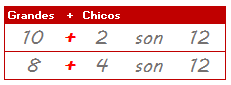 Grandes + Chicos
10 + 2 son 12
8 + 4 son 12